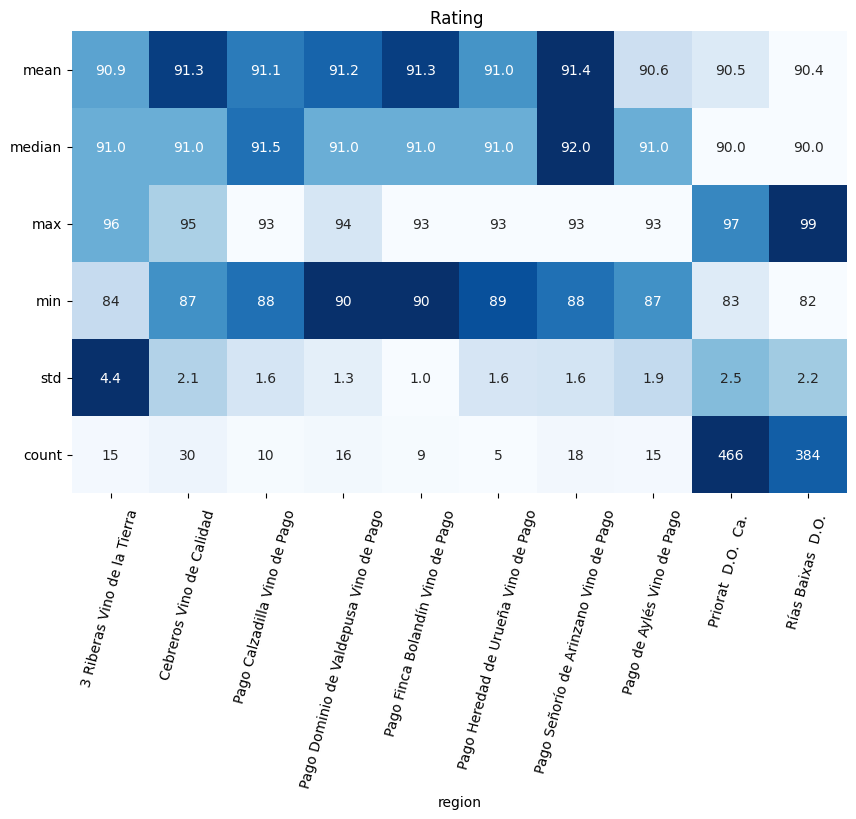 Rating
mean 90.9 91.3 91.1 91.2 91.3 91.0 91.4 90.6 90.5 90.4
median 91.0 91.0 91.5 91.0 91.0 91.0 92.0 91.0 90.0 90.0
max 96 95 93 94 93 93 93 93 97 99
min 84 87 88 90 90 89 88 87 83 82
std 4.4 2.1 1.6 1.3 1.0 1.6 1.6 1.9 2.5 2.2
count 15 30 10 16 9 5 18 15 466 384
3 Riberas Vino de la Tierra
Cebreros Vino de Calidad
Pago Calzadilla Vino de Pago
Pago Dominio de Valdepusa Vino de Pago
Pago Finca Bolandín Vino de Pago
Pago Heredad de Urueña Vino de Pago
Pago Señorío de Arinzano Vino de Pago
Pago de Aylés Vino de Pago
Priorat  D.O.  Ca.
Rías Baixas  D.O.
region